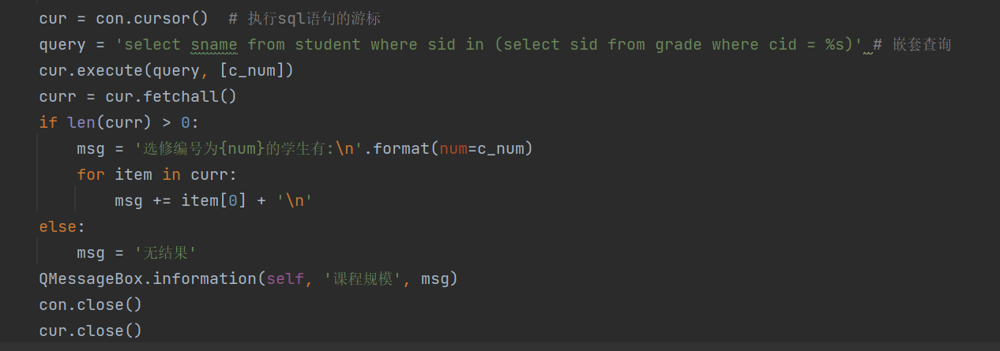 cur = con.cursor()  # 执行sql语句的游标
query = 'select sname from student where sid in (select sid from grade where cid = %s)' # 嵌套查询
cur.execute(query, [c_num])
curr = cur.fetchall()
if len(curr) > 0:
    msg = '选修编号为{num}的学生有:\n'.format(num=c_num)
    for item in curr:
        msg += item[0] + '\n'
else:
    msg = '无结果'
QMessageBox.information(self, '课程规模', msg)
con.close()
cur.close()